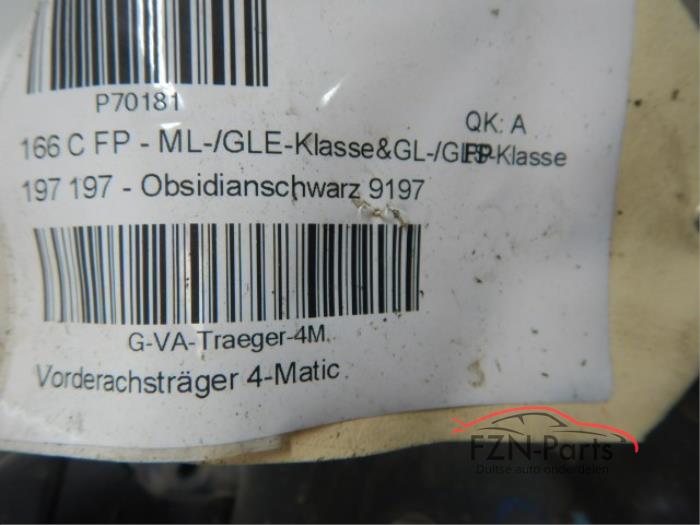 P70181
QK: A
166 C FP - ML-/GLE-Klasse&GL-/GLS-Klasse
FP
197 197 - Obsidianschwarz 9197
G-VA-Traeger-4M
Vorderachsträger 4-Matic
FZN-Parts
Duitse auto onderdelen